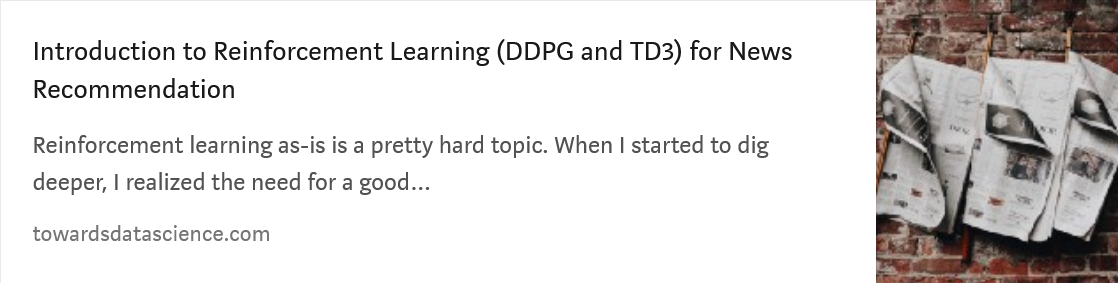 Introduction to Reinforcement Learning (DDPG and TD3) for News
Recommendation
Reinforcement learning as-is is a pretty hard topic. When I started to dig
deeper, I realized the need for a good…
towardsdatascience.com